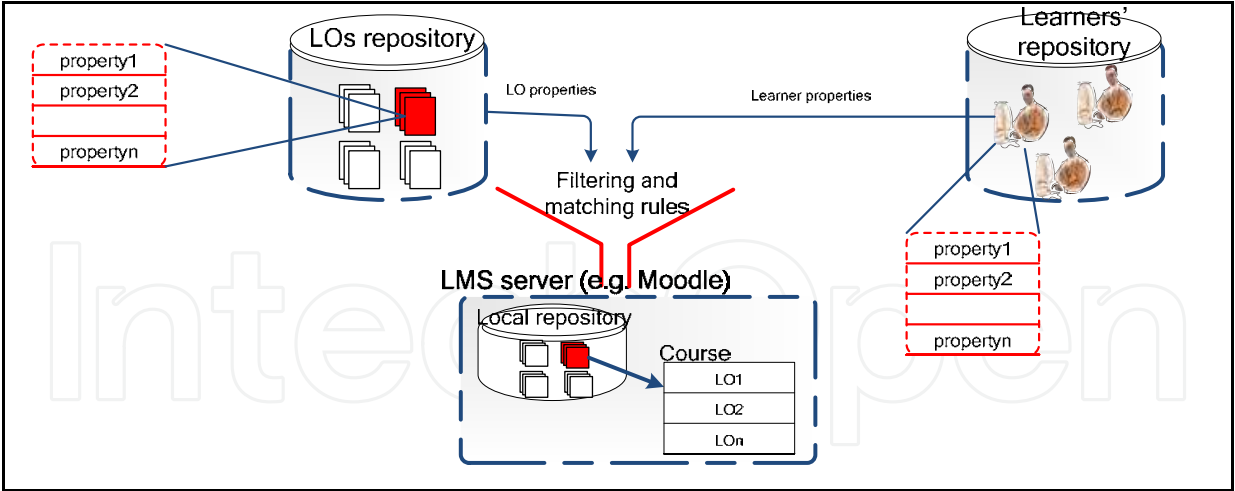 LOs repository
property1
property2
propertyn
LO properties
Learner properties
Learners'
repository
Filtering and
matching rules
property1
property2
propertyn
LMS server (e.g. Moodle)
Local repository
Course
LO1
LO2
LOn
IntechOpen